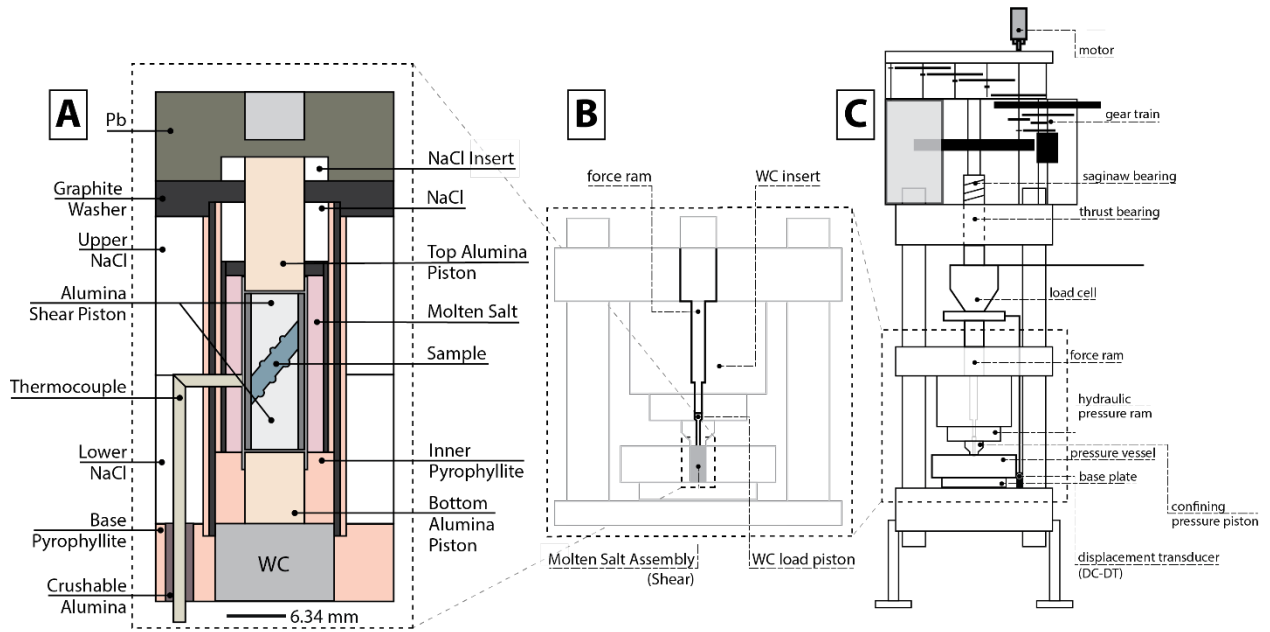 A
Pb
Graphite
Washer
Upper
NaCl
Alumina
Shear Piston
Thermocouple
Lower
NaCl
Base
Pyrophyllite
Crushable
Alumina
NaCl Insert
NaCl
Top Alumina
Piston
Molten Salt
Sample
Inner
Pyrophyllite
Bottom
Alumina
Piston
WC
6.34 mm
B
force ram
WC insert
Molten Salt Assembly
(Shear)
WC load piston
C
motor
gear train
saginaw bearing
thrust bearing
load cell
force ram
hydraulic
pressure ram
pressure vessel
base plate
confining
pressure piston
displacement transducer
(DC-DT)